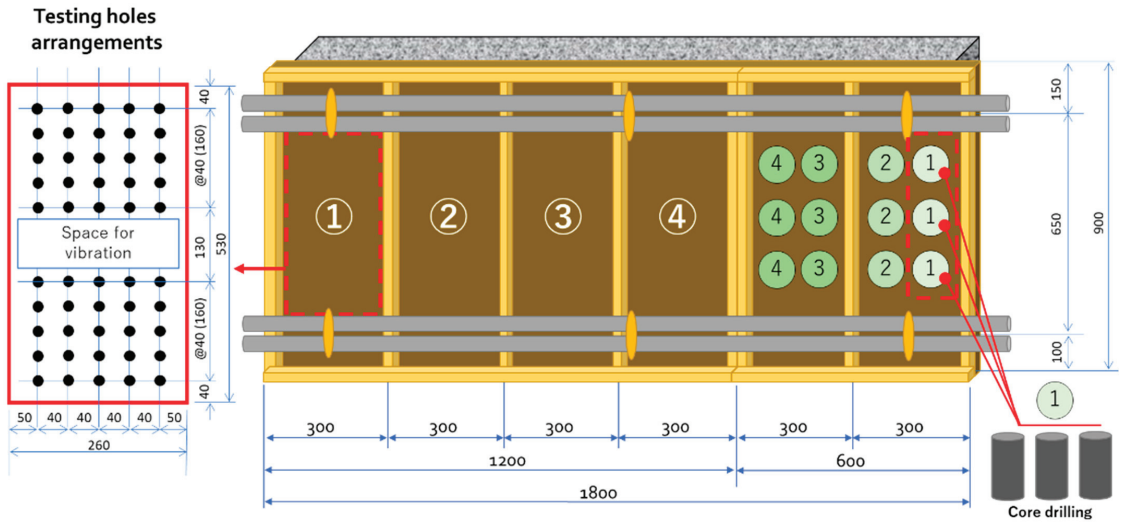 Testing holes
arrangements
40
@40 (160)
Space for
vibration
130
530
@40 (160)
40
50 40 40 40 40 50
260
① ② ③ ④
4 3 2 1
4 3 2 1
4 3 2 1
150
650
900
100
300 300 300 300 300 300
1200 600
1800
1
Core drilling